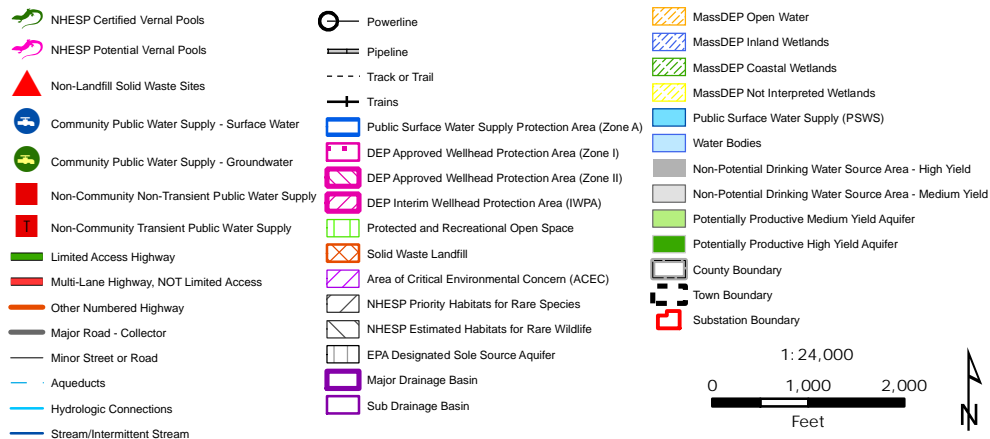 NHESP Certified Vernal Pools
NHESP Potential Vernal Pools
Non-Landfill Solid Waste Sites
Community Public Water Supply - Surface Water
Community Public Water Supply - Groundwater
Non-Community Non-Transient Public Water Supply
T
Non-Community Transient Public Water Supply
Limited Access Highway
Multi-Lane Highway, NOT Limited Access
Other Numbered Highway
Major Road - Collector
Minor Street or Road
Aqueducts
Hydrologic Connections
Stream/Intermittent Stream
Powerline
Pipeline
Track or Trail
Trains
Public Surface Water Supply Protection Area (Zone A)
DEP Approved Wellhead Protection Area (Zone I)
DEP Approved Wellhead Protection Area (Zone II)
DEP Interim Wellhead Protection Area (IWPA)
Protected and Recreational Open Space
Solid Waste Landfill
Area of Critical Environmental Concern (ACEC)
NHESP Priority Habitats for Rare Species
NHESP Estimated Habitats for Rare Wildlife
EPA Designated Sole Source Aquifer
Major Drainage Basin
Sub Drainage Basin
MassDEP Open Water
MassDEP Inland Wetlands
MassDEP Coastal Wetlands
MassDEP Not Interpreted Wetlands
Public Surface Water Supply (PSWS)
Water Bodies
Non-Potential Drinking Water Source Area - High Yield
Non-Potential Drinking Water Source Area - Medium Yield
Potentially Productive Medium Yield Aquifer
Potentially Productive High Yield Aquifer
County Boundary
Town Boundary
Substation Boundary
1:24,000
0 1,000 2,000
Feet
N